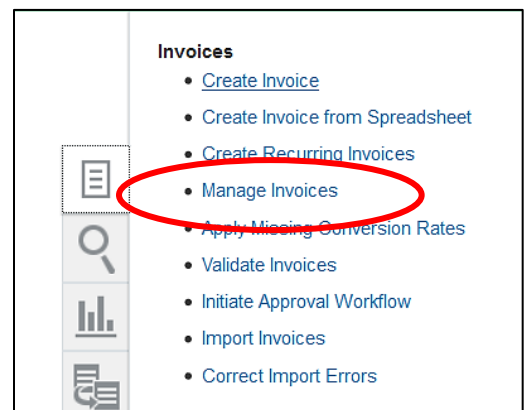 Invoices
Create Invoice
Create Invoice from Spreadsheet
Create Recurring Invoices
Manage Invoices
Apply Missing Conversion Rates
Validate Invoices
Initiate Approval Workflow
Import Invoices
Correct Import Errors